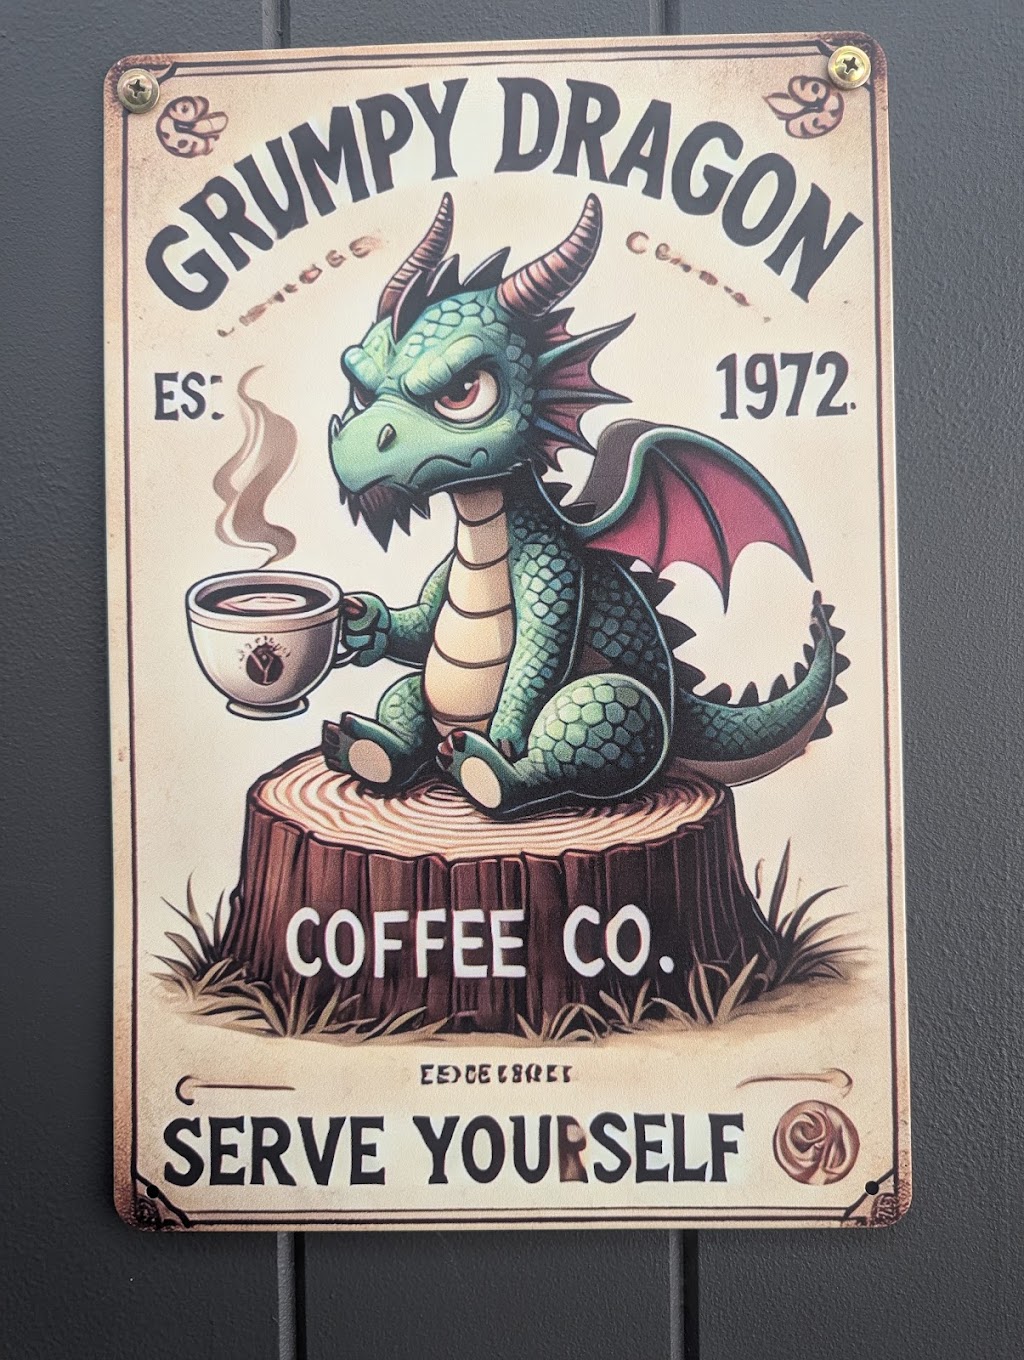 GRUMPY DRAGON
EST
1972.
COFFEE CO.
SERVE YOURSELF